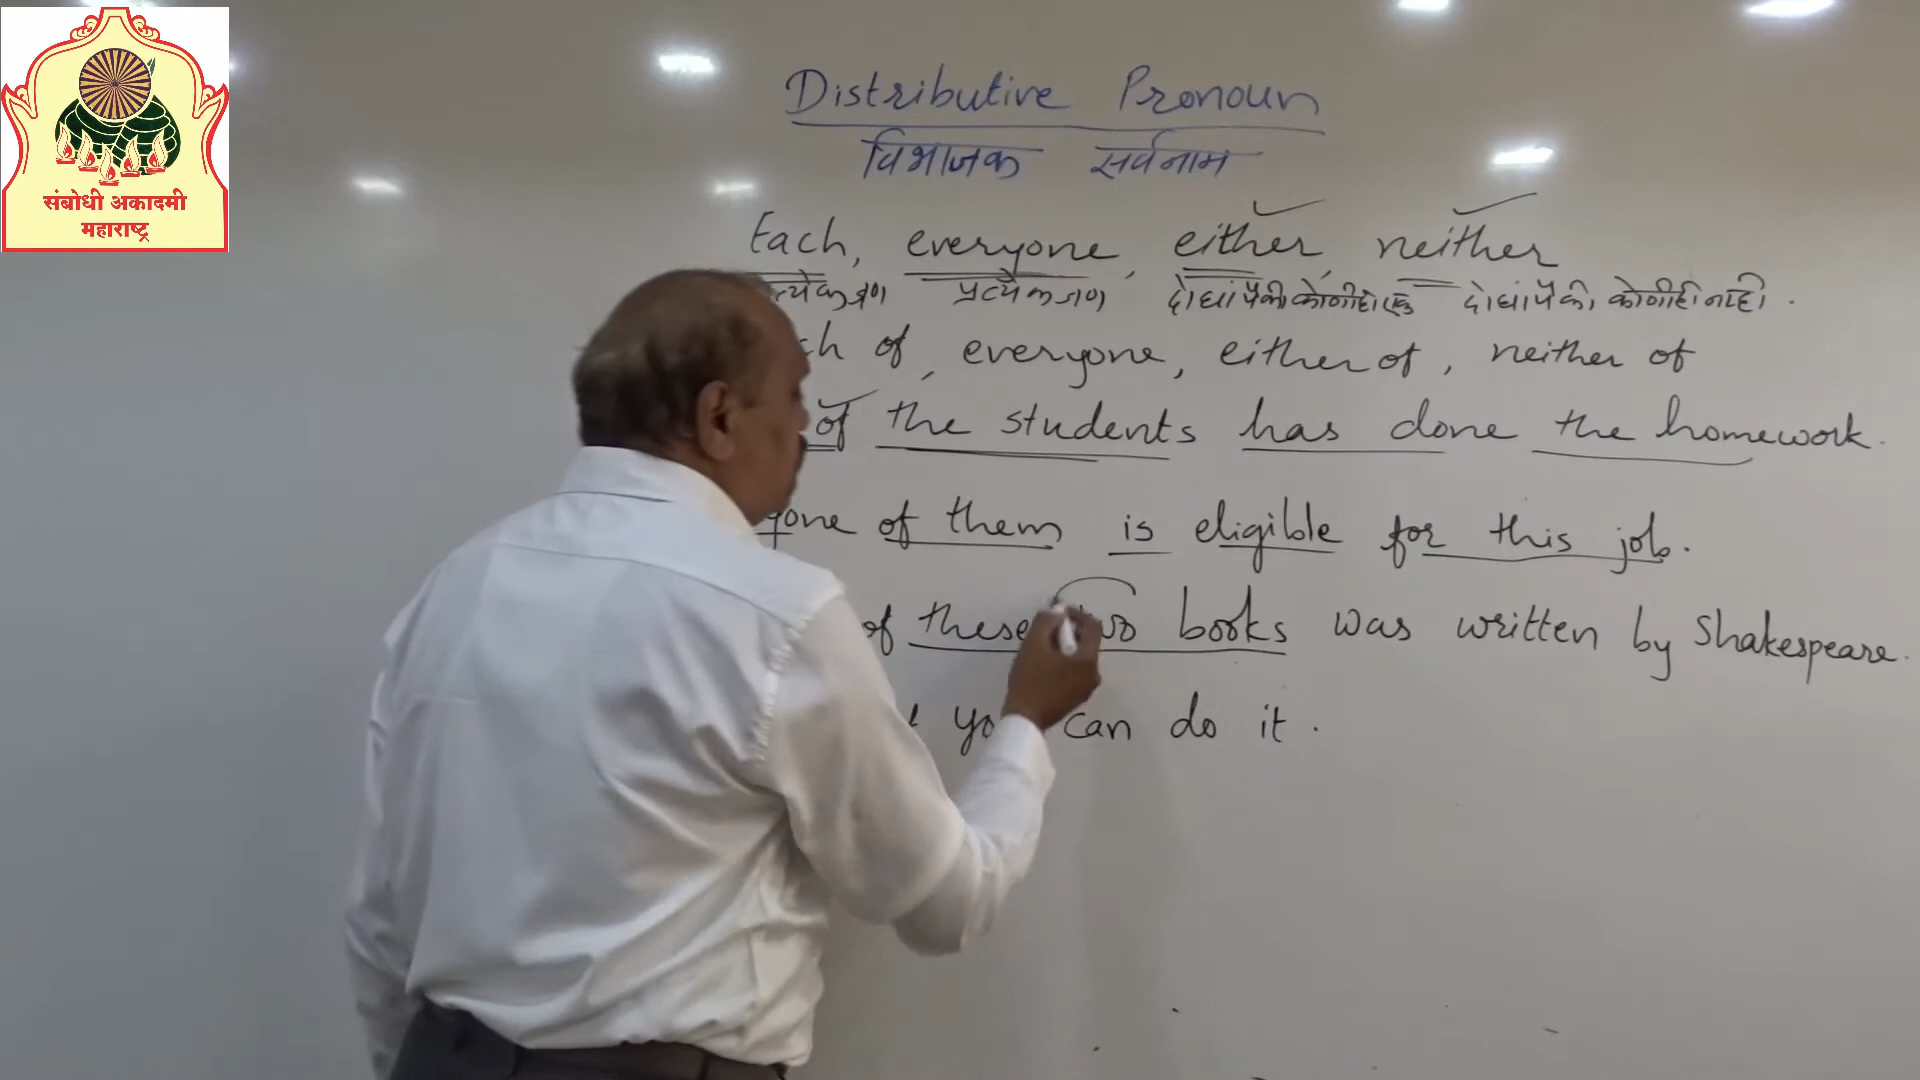 संबोधी अकादमी
महाराष्ट्र
Distributive Pronoun
विभाजक सर्वनाम
Each, everyone, either, neither
प्रत्येकजण दोघांपैकी कोणीही एक दोघांपैकी कोणीही नाही.
of, everyone, either of, neither of
of the students has done the homework.
of them is eligible for this job.
of these books was written by Shakespeare.
can do it.